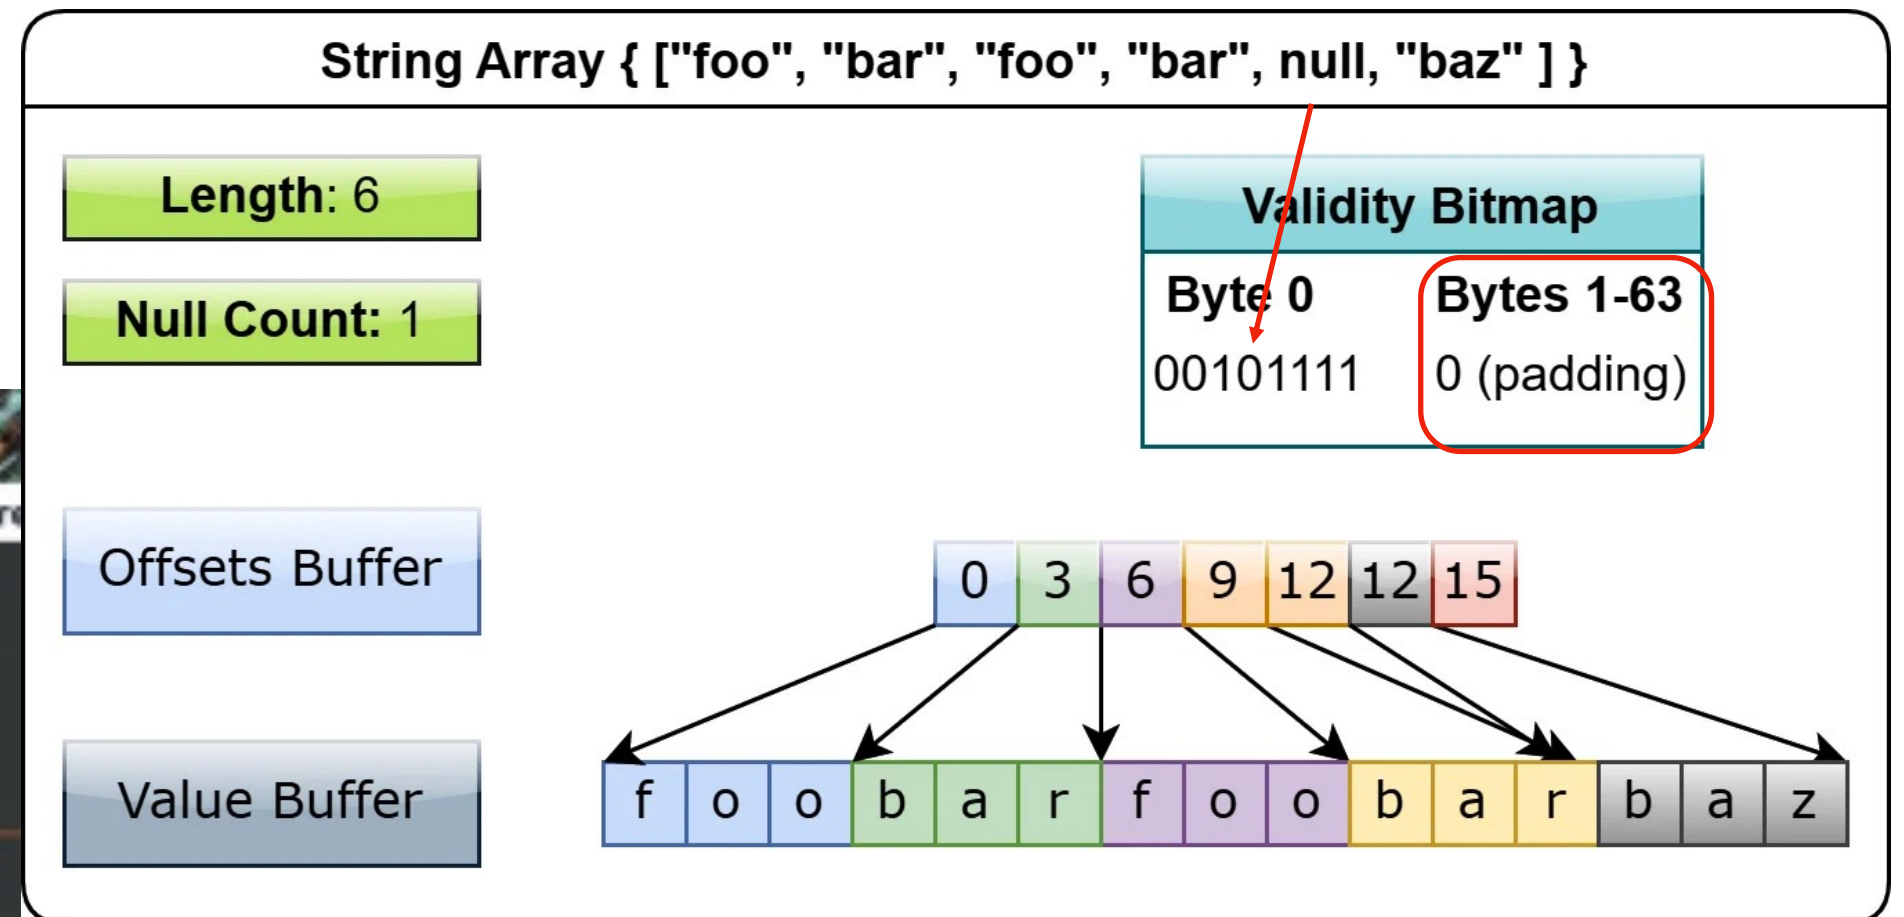 String Array { ["foo", "bar", "foo", "bar", null, "baz" ] }
Length: 6
Validity Bitmap
Null Count: 1
Byte 0 Bytes 1-63
00101111 0 (padding)
Offsets Buffer
0 3 6 9 12 12 15
Value Buffer
f o o b a r f o o b a r b a z